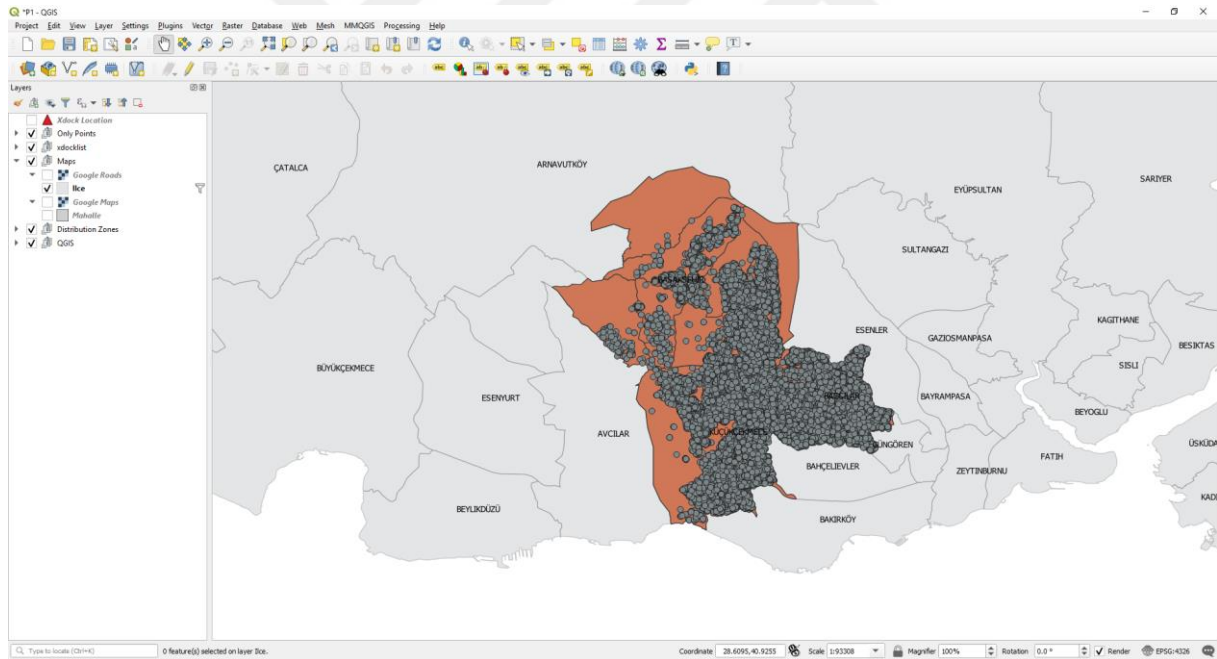 *P1 - QGIS
Project Edit View Layer Settings Plugins Vector Raster Database Web Mesh MMQGIS Processing Help
Layers
Xdock Location
Only Points
xdocklist
Maps
Google Roads
Ilce
Google Maps
Mahalle
Distribution Zones
QGIS
ÇATALCA
ARNAVUTKÖY
SARIYER
EYÜPSULTAN
SULTANGAZI
KAGITHANE
ESENLER
GAZIOSMANPASA
BESIKTAS
BÜYÜKÇEKMECE
SISLI
ESENYURT
BAYRAMPASA
BEYOGLU
AVCILAR
KÜCÜKCEKMECE
GÜNGÖREN
ÜSKÜDA
FATIH
BAHÇELIEVLER
ZEYTINBURNU
KADI
BEYLIKDÜZÜ
BAKIRKÖY
Type to locate (Ctrl+K) 0 feature(s) selected on layer Ilce. Coordinate 28.6095,40.9255 Scale 1:93308 Magnifier 100% Rotation 0.0 ° Render EPSG:4326